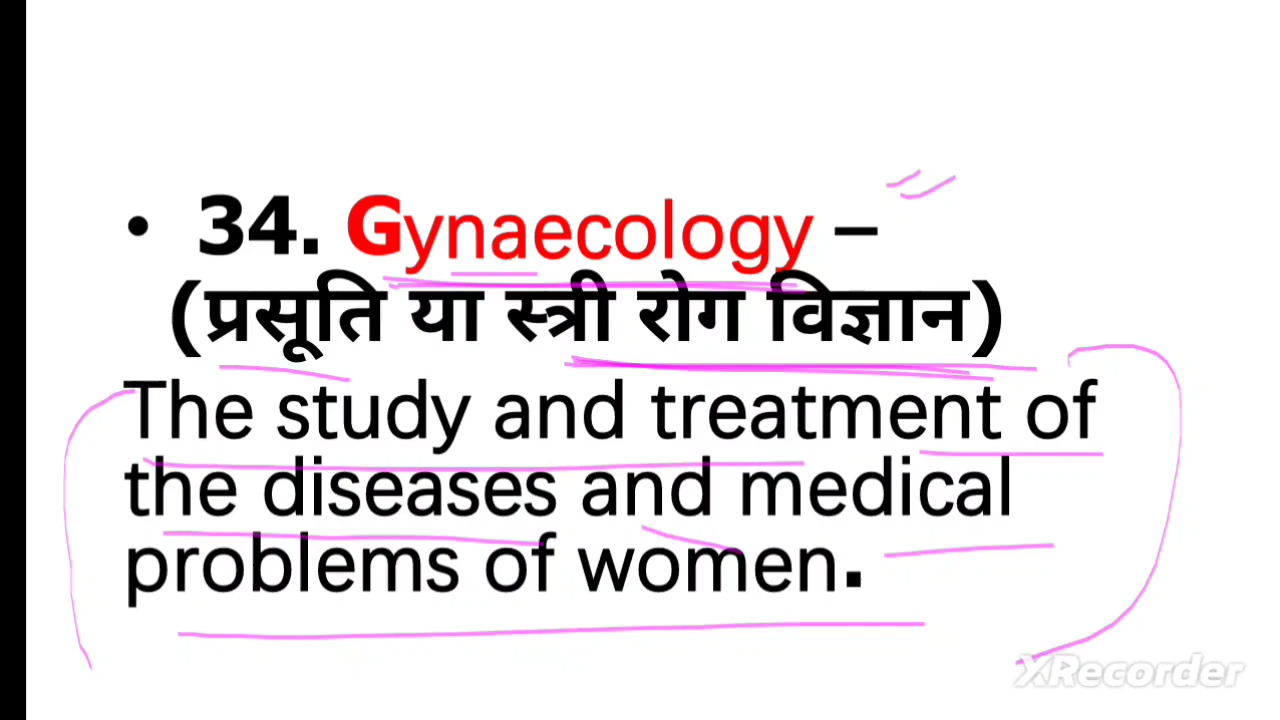 • 34. Gynaecology –
(प्रसूति या स्त्री रोग विज्ञान)
The study and treatment of
the diseases and medical
problems of women.
XRecorder